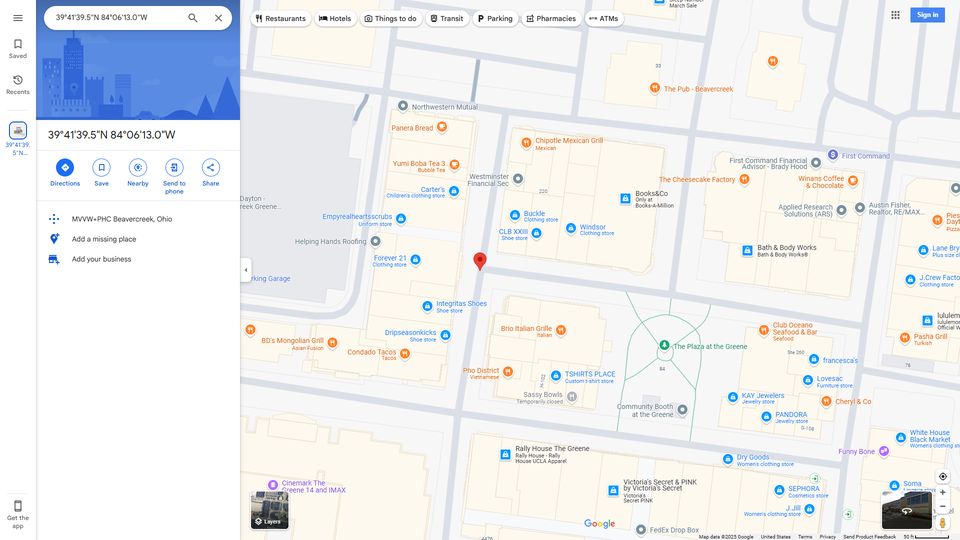 39°41'39.5"N 84°06'13.0"W
Restaurants
Hotels
Things to do
Transit
Parking
Pharmacies
ATMs
Sign in
Saved
Recents
39°41'39.
5"N...
Get the
app
39°41'39.5"N 84°06'13.0"W
Directions
Save
Nearby
Send to
phone
Share
MVVW+PHC Beavercreek, Ohio
Add a missing place
Add your business
March Sale
33
The Pub - Beavercreek
Northwestern Mutual
Panera Bread
Chipotle Mexican Grill
Mexican
First Command
First Command Financial
Advisor - Brady Hood
Yumi Boba Tea 3
Bubble Tea
Westminster
Financial Sec
The Cheesecake Factory
Winans Coffee
& Chocolate
Carter's
Children's clothing store
220
Books&Co
Only at
Books-A-Million
Dayton -
Applied Research
Solutions (ARS)
Austin Fisher,
Realtor, RE/MAX...
Empyrealheartsscrubs
Uniform store
Buckle
Clothing store
Windsor
Clothing store
CLB XXIII
Shoe store
Helping Hands Roofing
Bath & Body Works
Bath & Body Works®
Lane Bry
Forever 21
Clothing store
rking Garage
J.Crew Facto
Clothing store
Integritas Shoes
Shoe store
Brio Italian Grille
Italian
Club Oceano
Seafood & Bar
Seafood
lululem
Official W
Dripseasonkicks
Shoe store
BD's Mongolian Grill
Asian Fusion
Condado Tacos
Tacos
The Plaza at the Greene
84
Ste 260
Pasha Grill
Turkish
francesca's
76
Pho District
Vietnamese
N-102
TSHIRTS PLACE
Custom t-shirt store
Lovesac
Furniture store
Sassy Bowls
Temporarily closed
Community Booth
at the Greene
KAY Jewelers
Jewelry store
Cheryl & Co
PANDORA
Jewelry store
G-108
White House
Black Market
Women's clothing st
Rally House The Greene
Rally House - Rally
House UCLA Apparel
Dry Goods
Women's clothing store
Funny Bone
Cinemark The
Greene 14 and IMAX
Victoria's Secret & PINK
by Victoria's Secret
Victoria's
Secret PINK
SEPHORA
Cosmetics store
Soma
J.Jill
Women's clothing store
Layers
Google
FedEx Drop Box
Map data ©2025 Google
United States
Terms
Privacy
Send Product Feedback
50 ft